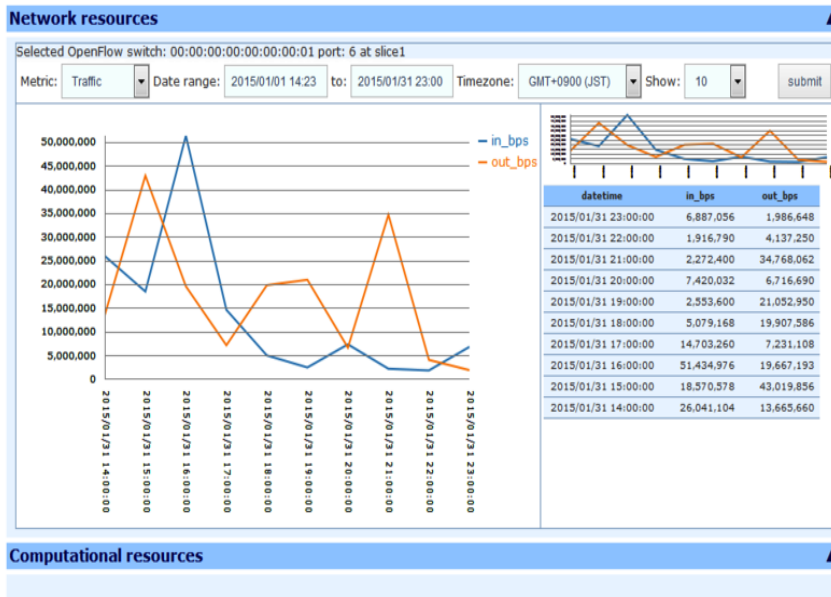 Network resources
Selected OpenFlow switch: 00:00:00:00:00:00:00:01 port: 6 at slice1
Metric: Traffic Date range: 2015/01/01 14:23 to: 2015/01/31 23:00 Timezone: GMT+0900 (JST) Show: 10 submit
50,000,000
45,000,000
40,000,000
35,000,000
30,000,000
25,000,000
20,000,000
15,000,000
10,000,000
5,000,000
0
in_bps
out_bps
2015/01/31 14:00:00
2015/01/31 15:00:00
2015/01/31 16:00:00
2015/01/31 17:00:00
2015/01/31 18:00:00
2015/01/31 19:00:00
2015/01/31 20:00:00
2015/01/31 21:00:00
2015/01/31 22:00:00
2015/01/31 23:00:00
datetime in_bps out_bps
2015/01/31 23:00:00 6,887,056 1,986,648
2015/01/31 22:00:00 1,916,790 4,137,250
2015/01/31 21:00:00 2,272,400 34,768,062
2015/01/31 20:00:00 7,420,032 6,716,690
2015/01/31 19:00:00 2,553,600 21,052,950
2015/01/31 18:00:00 5,079,168 19,907,586
2015/01/31 17:00:00 14,703,260 7,231,108
2015/01/31 16:00:00 51,434,976 19,667,193
2015/01/31 15:00:00 18,570,578 43,019,856
2015/01/31 14:00:00 26,041,104 13,665,660
Computational resources